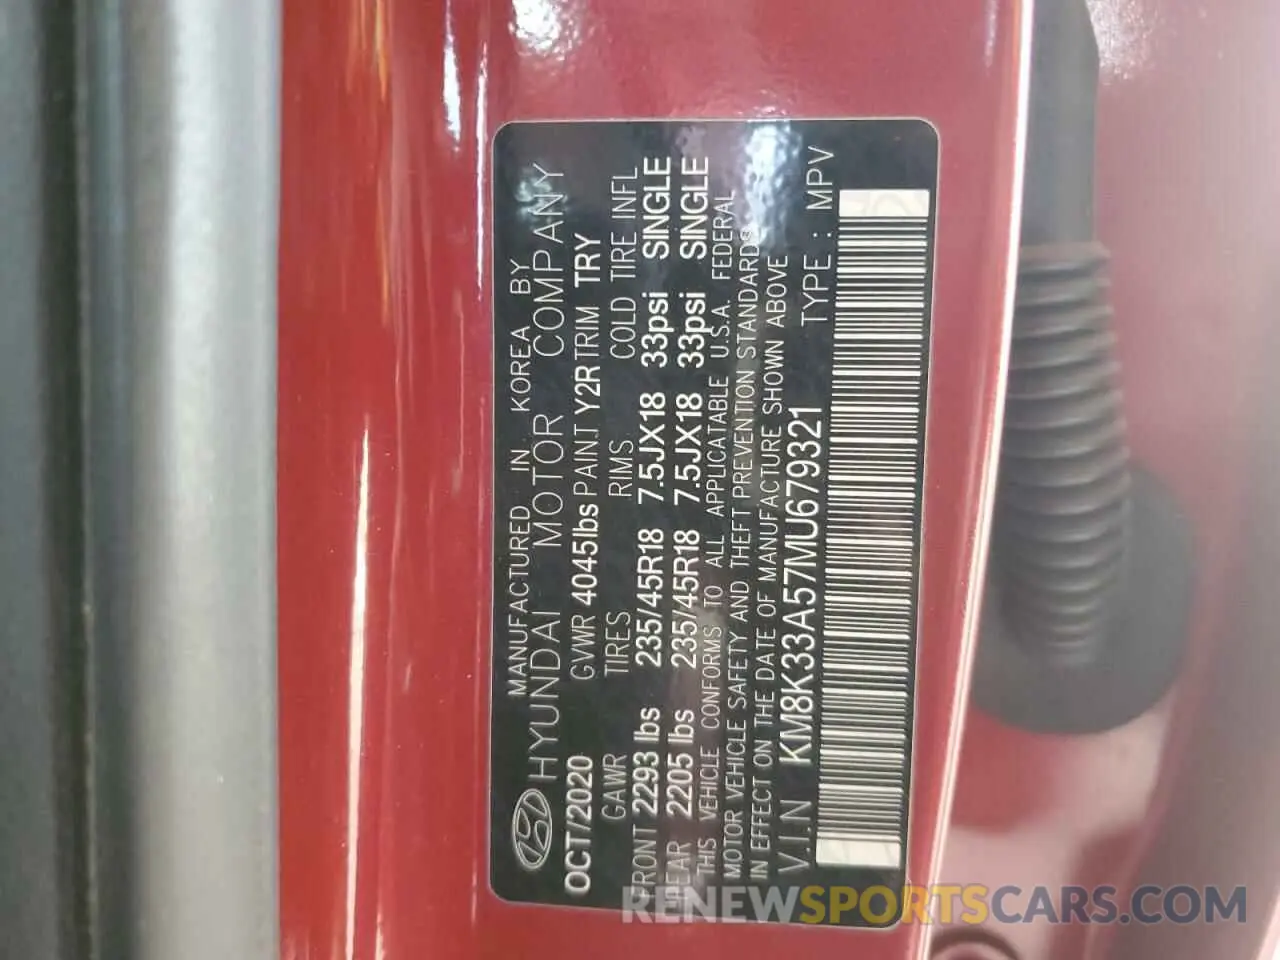 MANUFACTURED IN KOREA BY
HYUNDAI MOTOR COMPANY
OCT/2020 GVWR 4045lbs PAINT Y2R TRIM TRY
GAWR TIRES RIMS COLD TIRE INFL
FRONT 2293 lbs 235/45R18 7.5JX18 33psi SINGLE
REAR 2205 lbs 235/45R18 7.5JX18 33psi SINGLE
THIS VEHICLE CONFORMS TO ALL APPLICATABLE U.S.A. FEDERAL
MOTOR VEHICLE SAFETY AND THEFT PREVENTION STANDARDS
IN EFFECT ON THE DATE OF MANUFACTURE SHOWN ABOVE
V.I.N KM8K33A57MU679321 TYPE : MPV
RENEWSPORTSCARS.COM